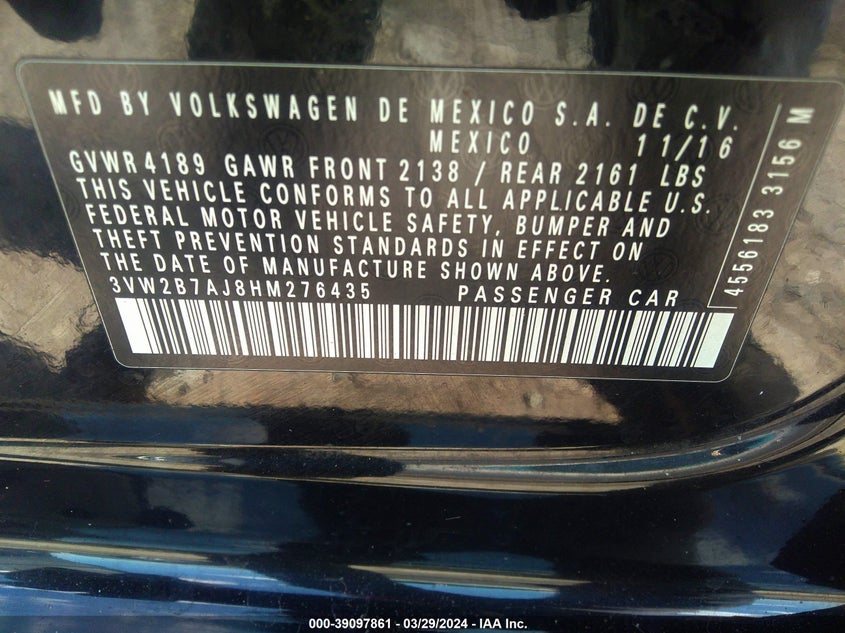 MFD BY VOLKSWAGEN DE MEXICO S.A. DE C.V.
MEXICO 11/16
GVWR 4189 GAWR FRONT 2138 / REAR 2161 LBS
THIS VEHICLE CONFORMS TO ALL APPLICABLE U.S.
FEDERAL MOTOR VEHICLE SAFETY, BUMPER AND
THEFT PREVENTION STANDARDS IN EFFECT ON
THE DATE OF MANUFACTURE SHOWN ABOVE.
3VW2B7AJ8HM276435 PASSENGER CAR
4556183 3156 M
000-39097861 - 03/29/2024 - IAA Inc.